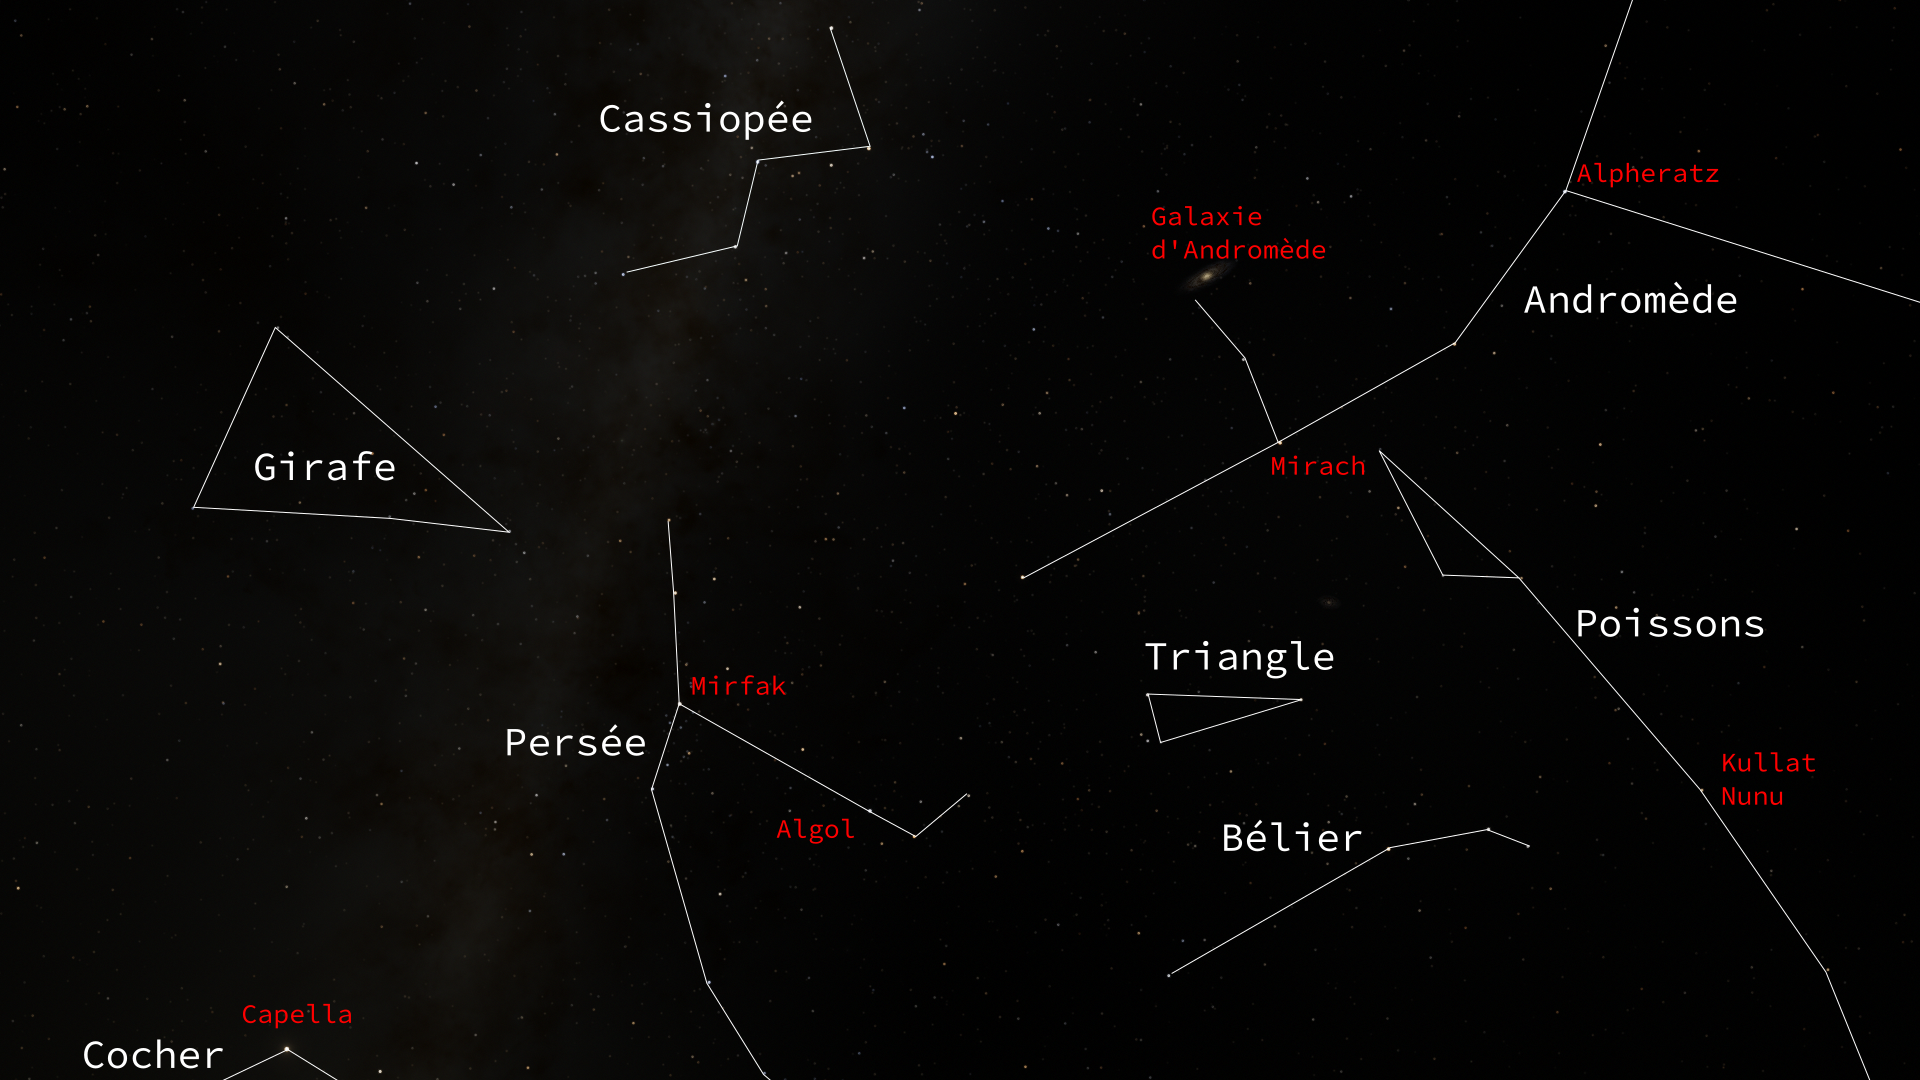 Cassiopée
Alpheratz
Galaxie
d'Andromède
Andromède
Girafe
Mirach
Poissons
Triangle
Mirfak
Persée
Kullat
Nunu
Algol
Bélier
Capella
Cocher